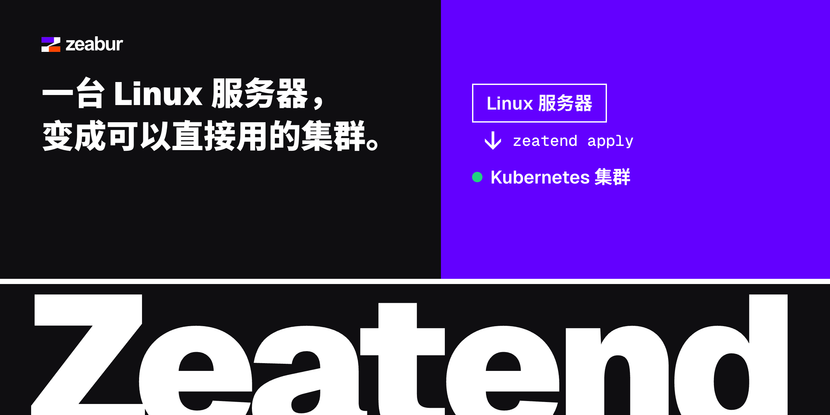 zeabur
一台 Linux 服务器，
变成可以直接用的集群。
Linux 服务器
zeatend apply
Kubernetes 集群
Zeatend